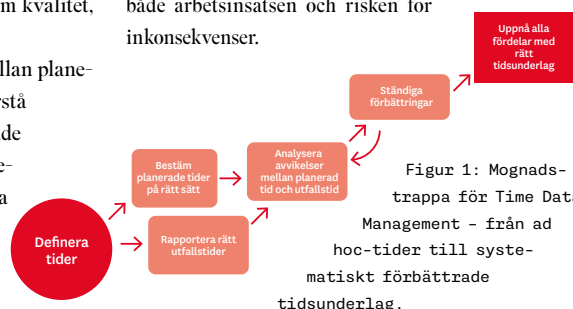 m kvalitet,
llan plane-
rstå
de
e-
a
både arbetsinsatsen och risken för
inkonsekvenser.
Definera
tider
Bestäm
planerade tider
på rätt sätt
Rapportera rätt
utfallstider
Analysera
avvikelser
mellan planerad
tid och utfallstid
Ständiga
förbättringar
Uppnå alla
fördelar med
rätt
tidsunderlag
Figur 1: Mognads-
trappa för Time Data
Management – från ad
hoc-tider till syste-
matiskt förbättrade
tidsunderlag.